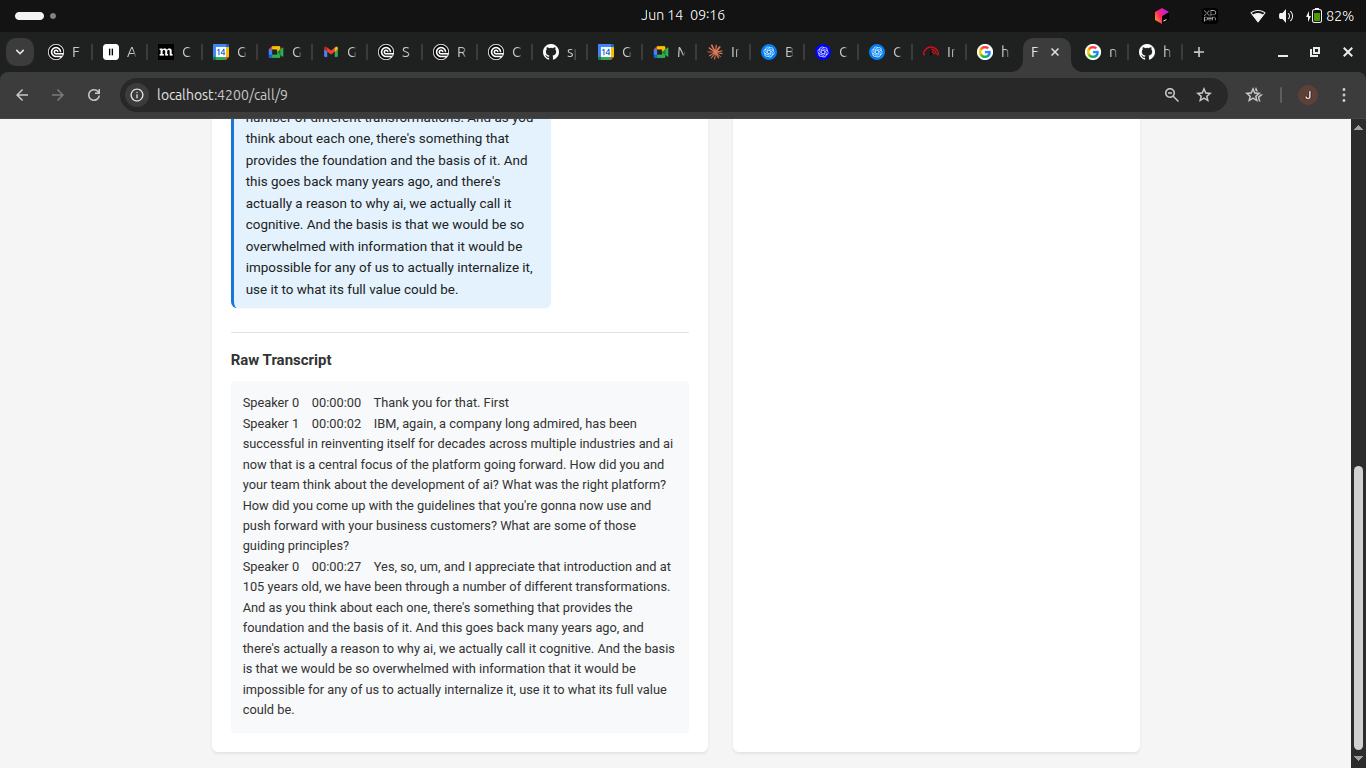 Jun 14 09:16
82%
F
A
C
G
G
G
S
R
C
sp
G
N
In
B
C
C
In
h
F
n
h
localhost:4200/call/9
J
number of different transformations. And as you
think about each one, there's something that
provides the foundation and the basis of it. And
this goes back many years ago, and there's
actually a reason to why ai, we actually call it
cognitive. And the basis is that we would be so
overwhelmed with information that it would be
impossible for any of us to actually internalize it,
use it to what its full value could be.
Raw Transcript
Speaker 0 00:00:00 Thank you for that. First
Speaker 1 00:00:02 IBM, again, a company long admired, has been
successful in reinventing itself for decades across multiple industries and ai
now that is a central focus of the platform going forward. How did you and
your team think about the development of ai? What was the right platform?
How did you come up with the guidelines that you're gonna now use and
push forward with your business customers? What are some of those
guiding principles?
Speaker 0 00:00:27 Yes, so, um, and I appreciate that introduction and at
105 years old, we have been through a number of different transformations.
And as you think about each one, there's something that provides the
foundation and the basis of it. And this goes back many years ago, and
there's actually a reason to why ai, we actually call it cognitive. And the basis
is that we would be so overwhelmed with information that it would be
impossible for any of us to actually internalize it, use it to what its full value
could be.